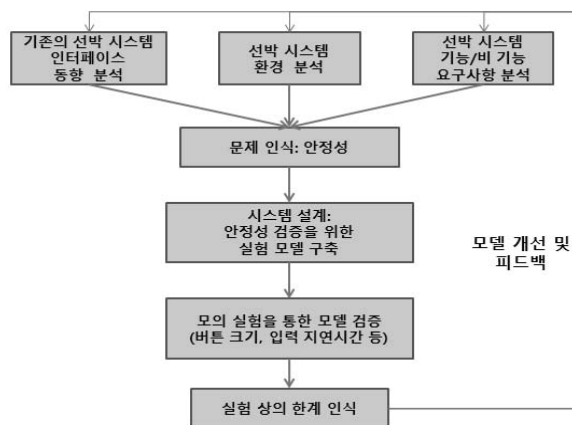 기존의 선박 시스템
인터페이스
동향 분석
선박 시스템
환경 분석
선박 시스템
기능/비 기능
요구사항 분석
문제 인식: 안정성
시스템 설계:
안정성 검증을 위한
실험 모델 구축
모델 개선 및
피드백
모의 실험을 통한 모델 검증
(버튼 크기, 입력 지연시간 등)
실험 상의 한계 인식